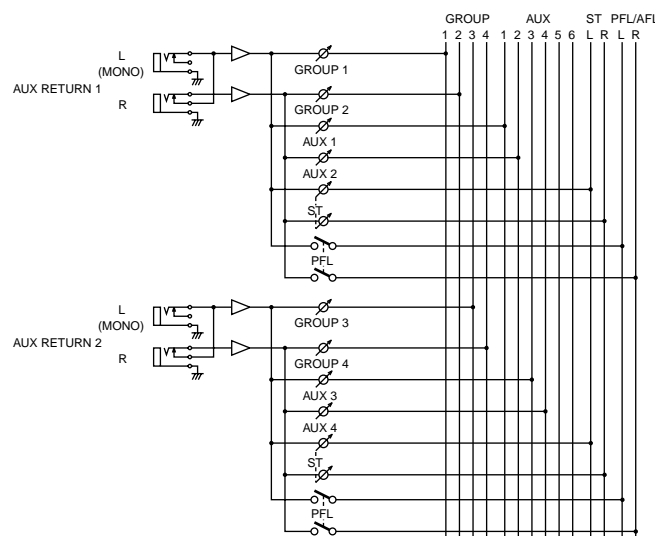 GROUP AUX ST PFL/AFL
1 2 3 4 1 2 3 4 5 6 L R L R
L
(MONO)
GROUP 1
AUX RETURN 1
R
GROUP 2
AUX 1
AUX 2
ST
PFL
L
(MONO)
GROUP 3
AUX RETURN 2
R
GROUP 4
AUX 3
AUX 4
ST
PFL